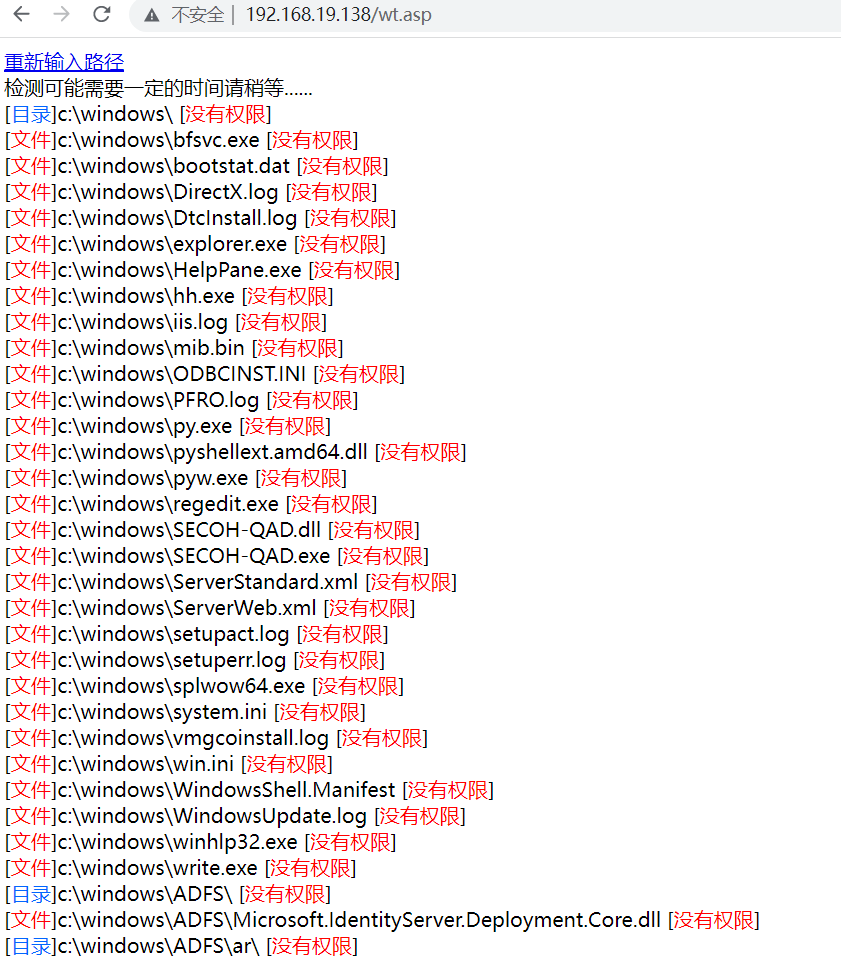 不安全 | 192.168.19.138/wt.asp
重新输入路径
检测可能需要一定的时间请稍等......
[目录]c:\windows\ [没有权限]
[文件]c:\windows\bfsvc.exe [没有权限]
[文件]c:\windows\bootstat.dat [没有权限]
[文件]c:\windows\DirectX.log [没有权限]
[文件]c:\windows\DtcInstall.log [没有权限]
[文件]c:\windows\explorer.exe [没有权限]
[文件]c:\windows\HelpPane.exe [没有权限]
[文件]c:\windows\hh.exe [没有权限]
[文件]c:\windows\iis.log [没有权限]
[文件]c:\windows\mib.bin [没有权限]
[文件]c:\windows\ODBCINST.INI [没有权限]
[文件]c:\windows\PFRO.log [没有权限]
[文件]c:\windows\py.exe [没有权限]
[文件]c:\windows\pyshellext.amd64.dll [没有权限]
[文件]c:\windows\pyw.exe [没有权限]
[文件]c:\windows\regedit.exe [没有权限]
[文件]c:\windows\SECOH-QAD.dll [没有权限]
[文件]c:\windows\SECOH-QAD.exe [没有权限]
[文件]c:\windows\ServerStandard.xml [没有权限]
[文件]c:\windows\ServerWeb.xml [没有权限]
[文件]c:\windows\setupact.log [没有权限]
[文件]c:\windows\setuperr.log [没有权限]
[文件]c:\windows\splwow64.exe [没有权限]
[文件]c:\windows\system.ini [没有权限]
[文件]c:\windows\vmgcoinstall.log [没有权限]
[文件]c:\windows\win.ini [没有权限]
[文件]c:\windows\WindowsShell.Manifest [没有权限]
[文件]c:\windows\WindowsUpdate.log [没有权限]
[文件]c:\windows\winhlp32.exe [没有权限]
[文件]c:\windows\write.exe [没有权限]
[目录]c:\windows\ADFS\ [没有权限]
[文件]c:\windows\ADFS\Microsoft.IdentityServer.Deployment.Core.dll [没有权限]
[目录]c:\windows\ADFS\ar\ [没有权限]